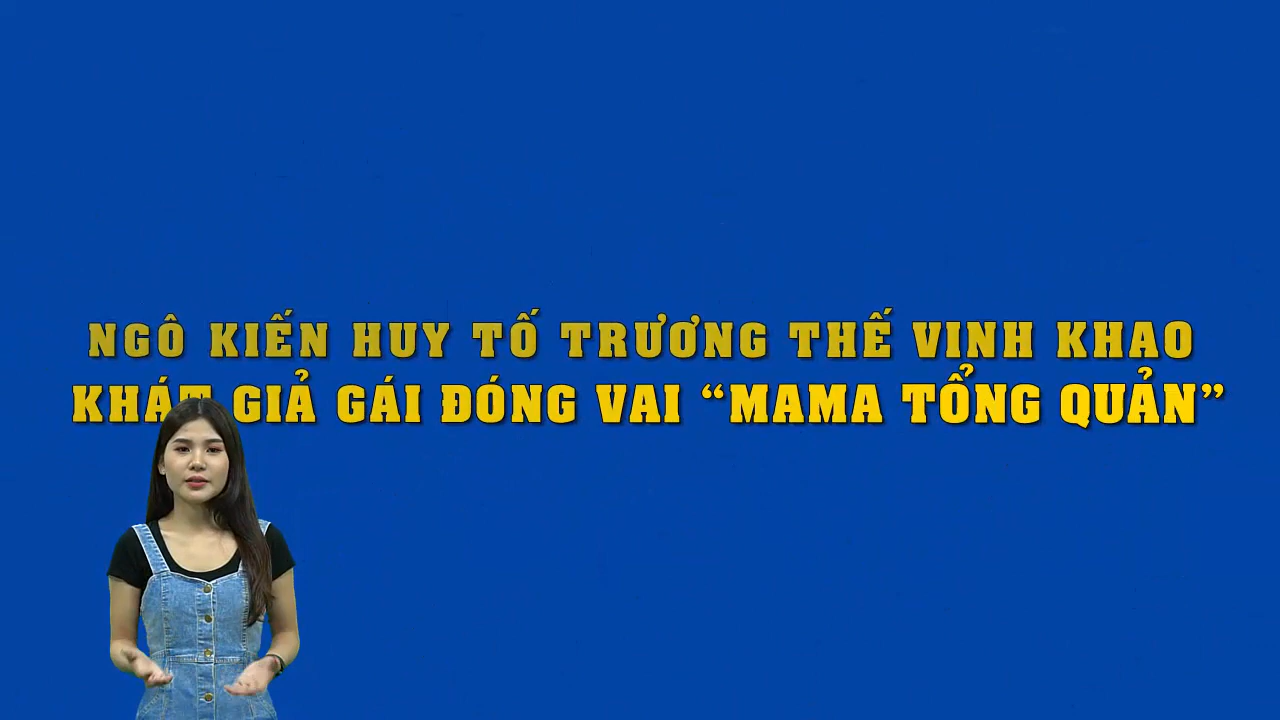 NGÔ KIẾN HUY TỐ TRƯƠNG THẾ VINH KHAO
KHÁT GIẢ GÁI ĐÓNG VAI “MAMA TỔNG QUẢN”